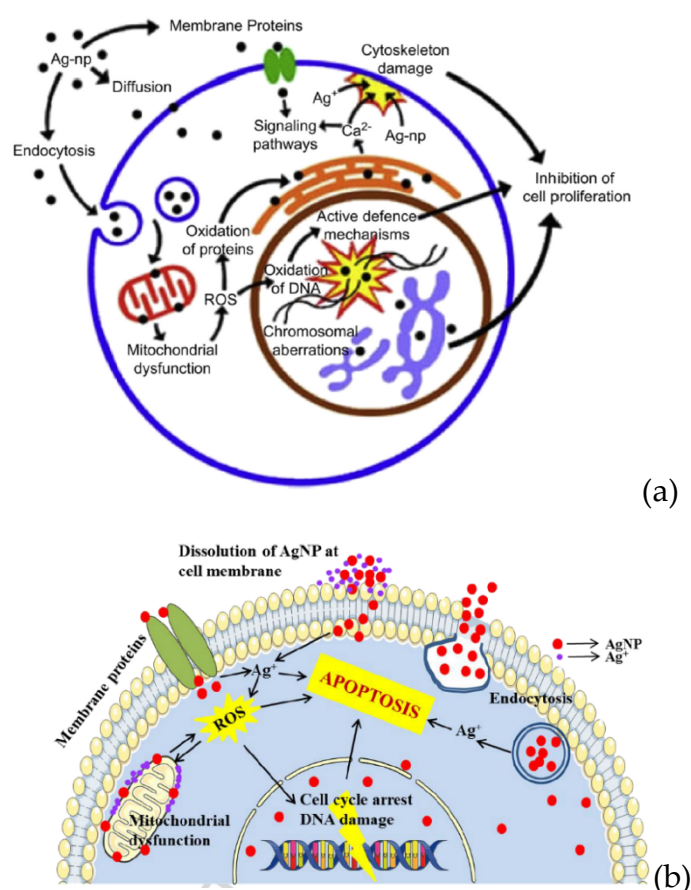 Membrane Proteins
Ag-np
Diffusion
Endocytosis
Cytoskeleton
damage
Ag+
Signaling
pathways
Ca2-
Ag-np
Inhibition of
cell proliferation
Oxidation
of proteins
Active defence
mechanisms
Oxidation
of DNA
ROS
Chromosomal
aberrations
Mitochondrial
dysfunction
(a)
Dissolution of AgNP at
cell membrane
Membrane proteins
AgNP
Ag+
Endocytosis
Ag+
APOPTOSIS
ROS
Ag+
Mitochondrial
dysfunction
Cell cycle arrest
DNA damage
(b)